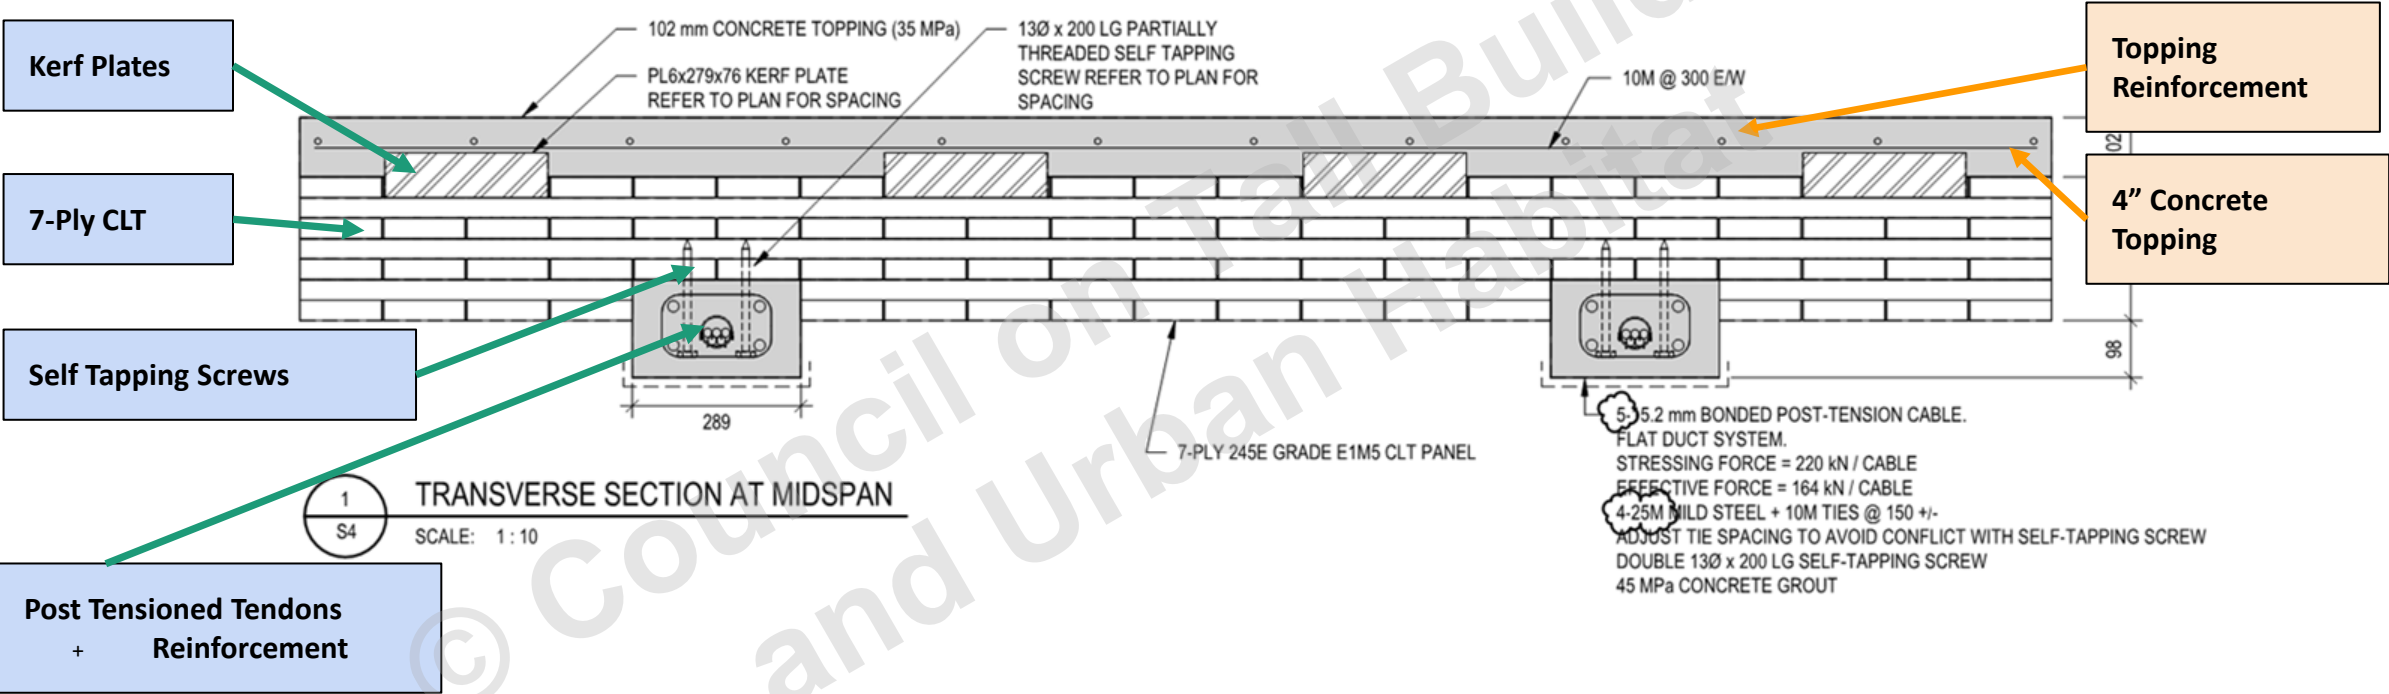 Kerf Plates
7-Ply CLT
Self Tapping Screws
Post Tensioned Tendons
+ Reinforcement
102 mm CONCRETE TOPPING (35 MPa)
PL6x279x76 KERF PLATE
REFER TO PLAN FOR SPACING
13Ø x 200 LG PARTIALLY
THREADED SELF TAPPING
SCREW REFER TO PLAN FOR
SPACING
10M @ 300 E/W
Topping
Reinforcement
4” Concrete
Topping
02
98
289
7-PLY 245E GRADE E1M5 CLT PANEL
5-15.2 mm BONDED POST-TENSION CABLE.
FLAT DUCT SYSTEM.
STRESSING FORCE = 220 kN / CABLE
EFFECTIVE FORCE = 164 kN / CABLE
4-25M MILD STEEL + 10M TIES @ 150 +/-
ADJUST TIE SPACING TO AVOID CONFLICT WITH SELF-TAPPING SCREW
DOUBLE 13Ø x 200 LG SELF-TAPPING SCREW
45 MPa CONCRETE GROUT
1
S4
TRANSVERSE SECTION AT MIDSPAN
SCALE: 1 : 10
© Council on Tall Build
and Urban Habitat